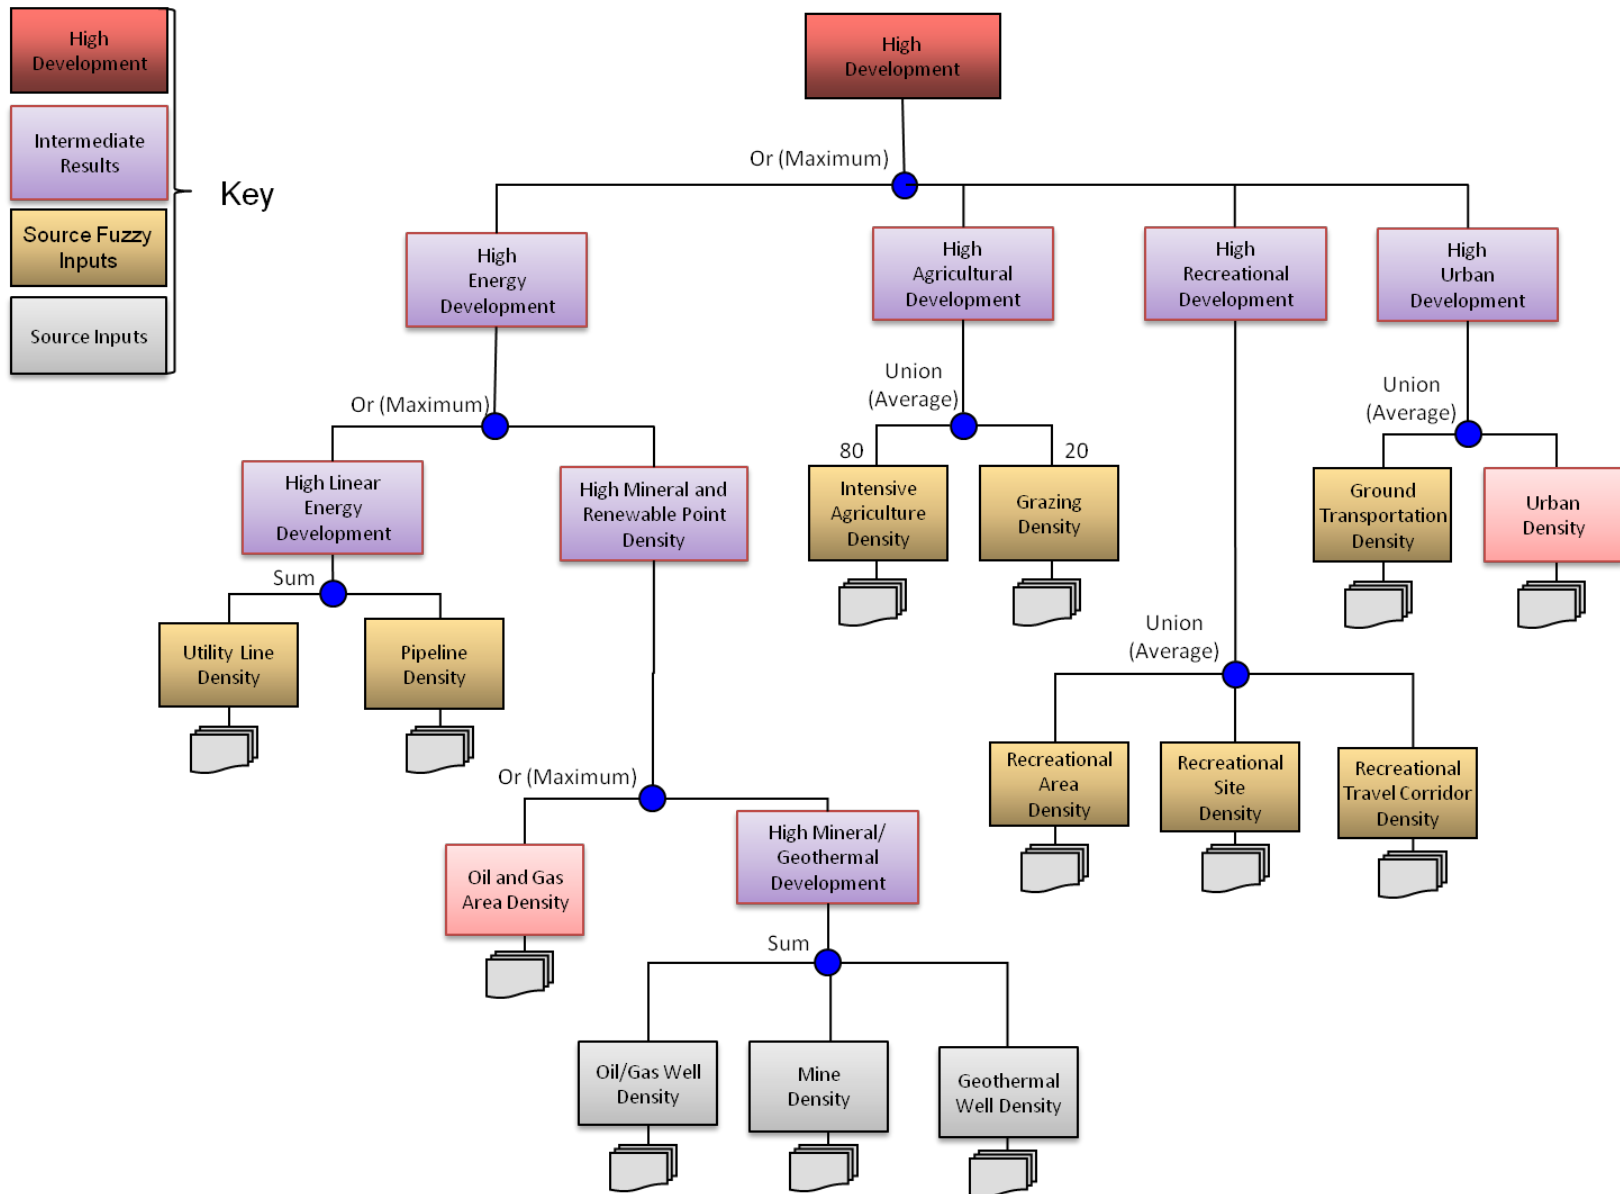 High
Development
Intermediate
Results
Source Fuzzy
Inputs
Source Inputs
Key
High
Development
Or (Maximum)
High
Energy
Development
High
Agricultural
Development
High
Recreational
Development
High
Urban
Development
Or (Maximum)
Union
(Average)
Union
(Average)
High Linear
Energy
Development
High Mineral and
Renewable Point
Density
80
20
Intensive
Agriculture
Density
Grazing
Density
Ground
Transportation
Density
Urban
Density
Sum
Utility Line
Density
Pipeline
Density
Union
(Average)
Or (Maximum)
Recreational
Area
Density
Recreational
Site
Density
Recreational
Travel Corridor
Density
Oil and Gas
Area Density
High Mineral/
Geothermal
Development
Sum
Oil/Gas Well
Density
Mine
Density
Geothermal
Well Density